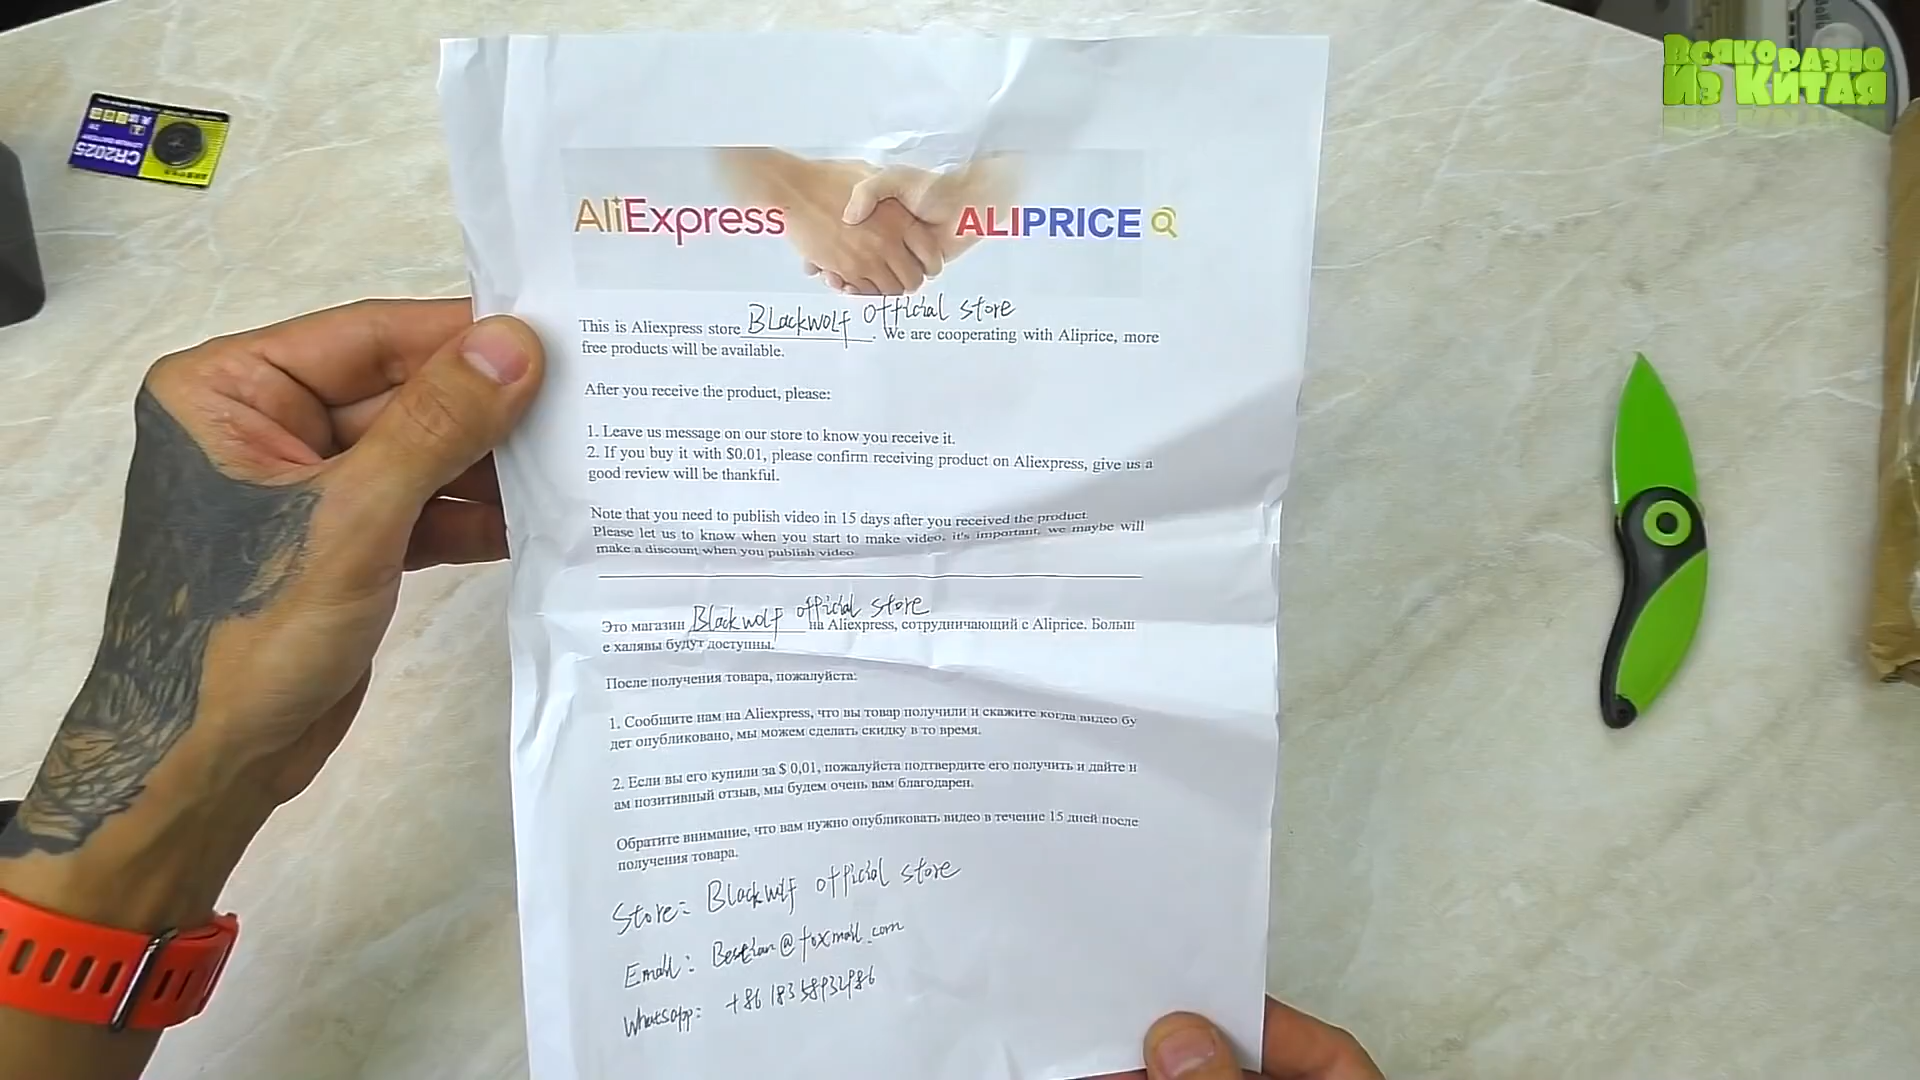 Всяко разно
Из Китая
CR2025
AliExpress
ALIPRICE
This is Aliexpress store Blackwolf official store. We are cooperating with Aliprice, more
free products will be available.
After you receive the product, please:
1. Leave us message on our store to know you receive it.
2. If you buy it with $0.01, please confirm receiving product on Aliexpress, give us a
good review will be thankful.
Note that you need to publish video in 15 days after you received the product.
Please let us to know when you start to make video, it's important, we maybe will
make a discount when you publish video.
Это магазин Blackwolf official store на Aliexpress, сотрудничающий с Aliprice. Больш
е халявы будут доступны.
После получения товара, пожалуйста:
1. Сообщите нам на Aliexpress, что вы товар получили и скажите когда видео бу
дет опубликовано, мы можем сделать скидку в то время.
2. Если вы его купили за $ 0,01, пожалуйста подтвердите его получить и дайте н
ам позитивный отзыв, мы будем очень вам благодарен.
Обратите внимание, что вам нужно опубликовать видео в течение 15 дней после
получения товара.
Store: Blackwolf official store
Email: @foxmail.com
Whatsapp: +86